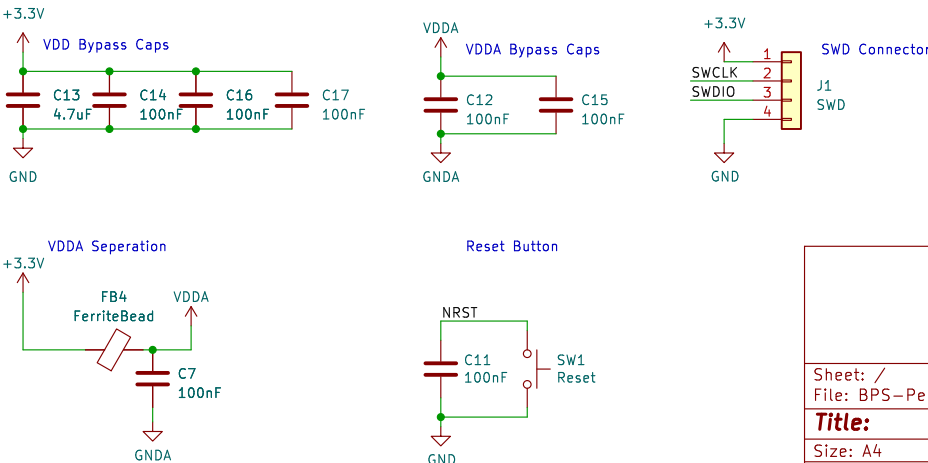 +3.3V
VDD Bypass Caps
C13
4.7uF
C14
100nF
C16
100nF
C17
100nF
GND
VDDA
VDDA Bypass Caps
C12
100nF
C15
100nF
GNDA
+3.3V
SWD Connector
1
SWCLK 2
SWDIO 3
4
J1
SWD
GND
VDDA Seperation
+3.3V
FB4
FerriteBead
VDDA
C7
100nF
GNDA
Reset Button
NRST
C11
100nF
SW1
Reset
GND
Sheet: /
File: BPS-Pe
Title:
Size: A4